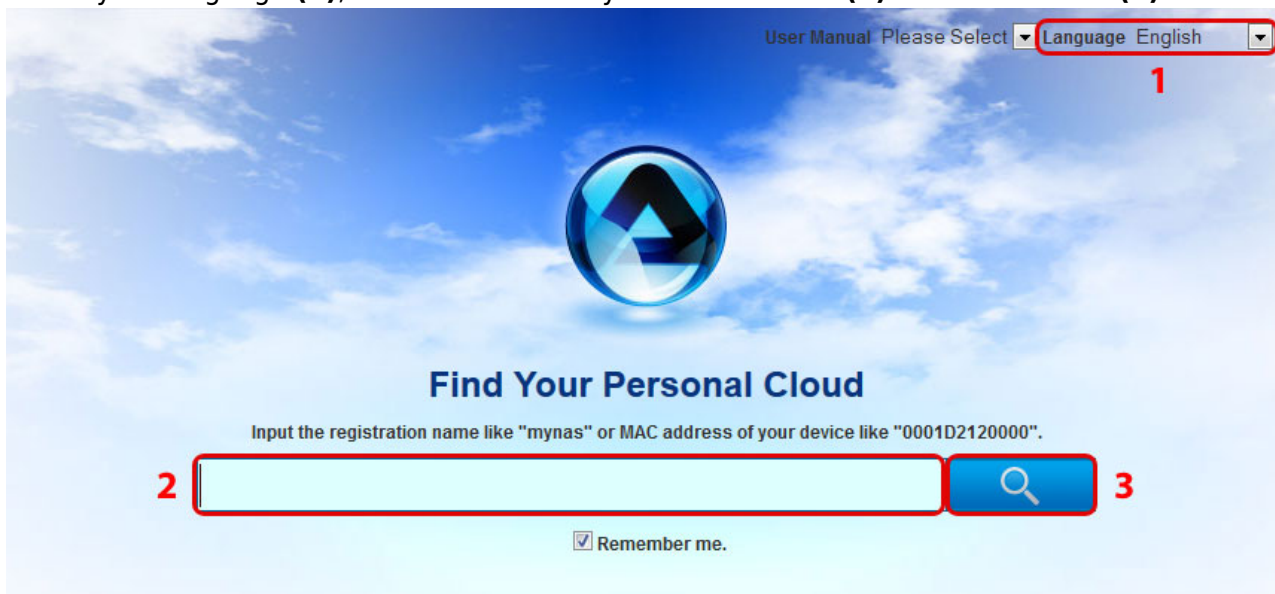 User Manual Please Select Language English
1
Find Your Personal Cloud
Input the registration name like "mynas" or MAC address of your device like "0001D2120000".
2 3
Remember me.